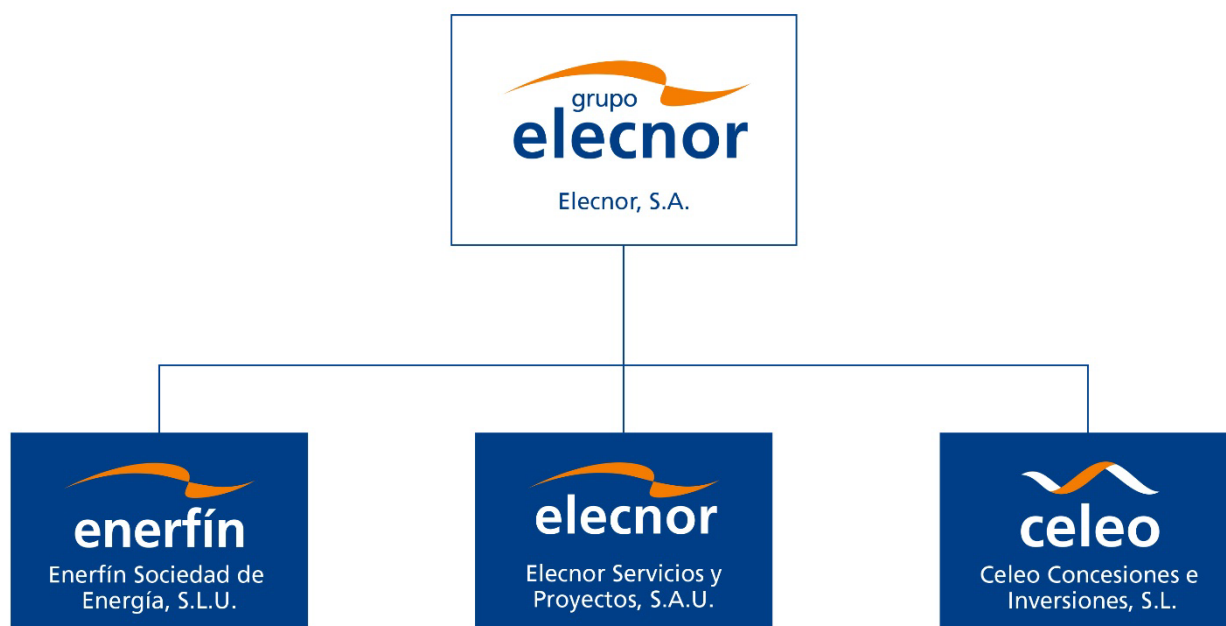 grupo
elecnor
Elecnor, S.A.
enerfín
Enerfín Sociedad de
Energía, S.L.U.
elecnor
Elecnor Servicios y
Proyectos, S.A.U.
celeo
Celeo Concesiones e
Inversiones, S.L.